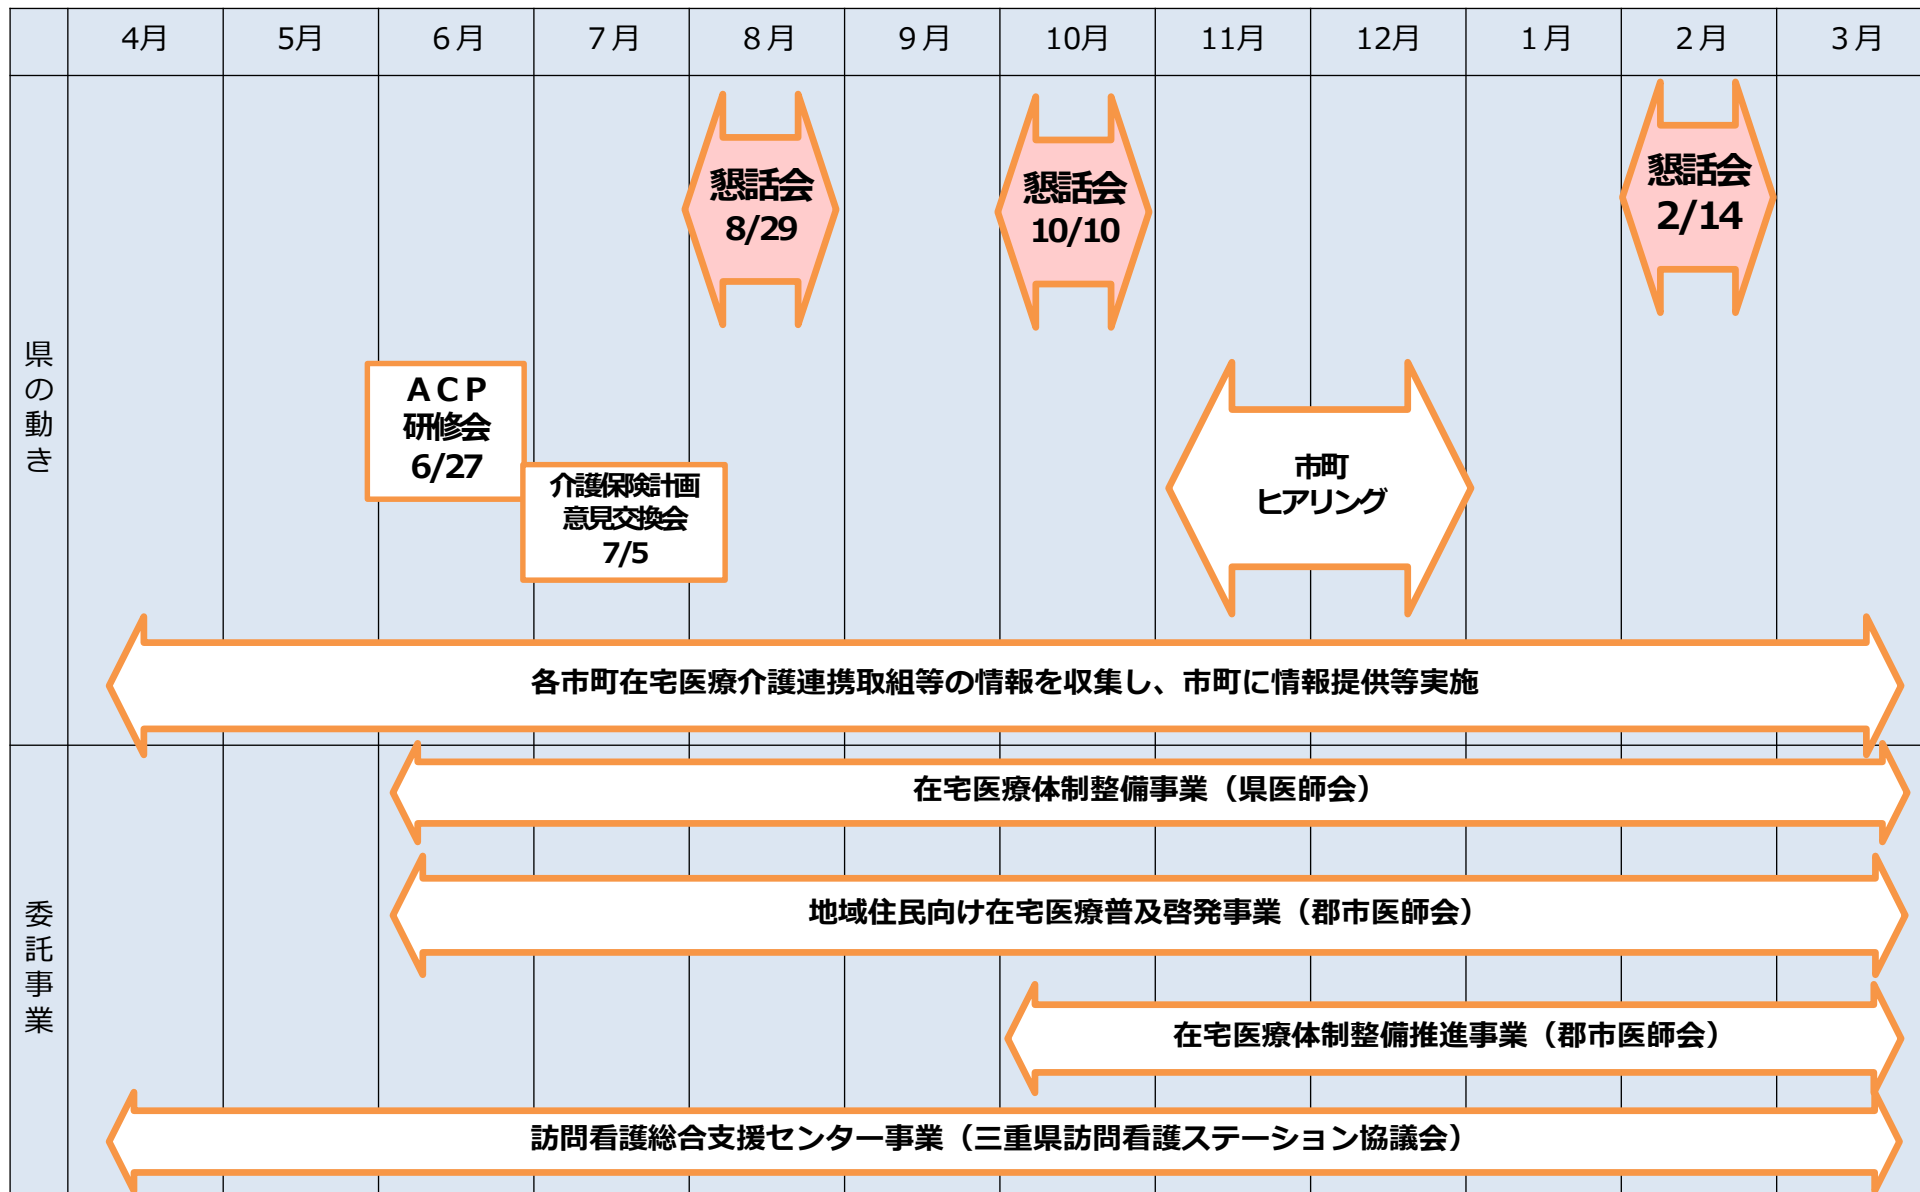 4月 5月 6月 7月 8月 9月 10月 11月 12月 1月 2月 3月
県の動き
懇話会
8/29
懇話会
10/10
懇話会
2/14
ACP
研修会
6/27
介護保険計画
意見交換会
7/5
市町
ヒアリング
各市町在宅医療介護連携取組等の情報を収集し、市町に情報提供等実施
委託事業
在宅医療体制整備事業（県医師会）
地域住民向け在宅医療普及啓発事業（郡市医師会）
在宅医療体制整備推進事業（郡市医師会）
訪問看護総合支援センター事業（三重県訪問看護ステーション協議会）